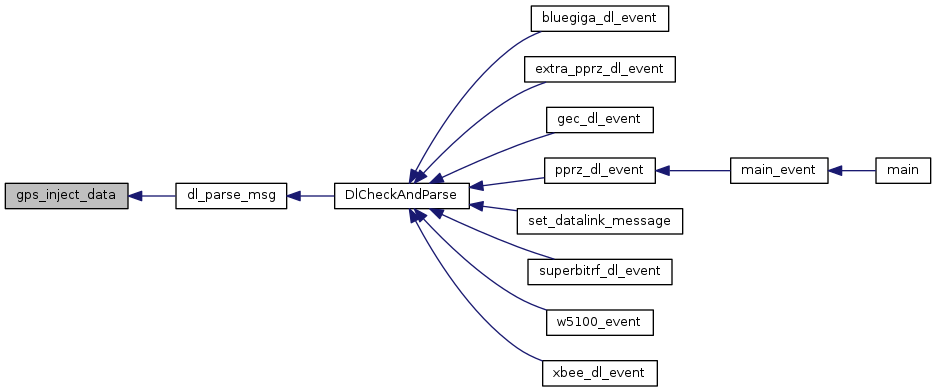 bluegiga_dl_event
extra_pprz_dl_event
gec_dl_event
gps_inject_data
dl_parse_msg
DlCheckAndParse
pprz_dl_event
main_event
main
set_datalink_message
superbitrf_dl_event
w5100_event
xbee_dl_event